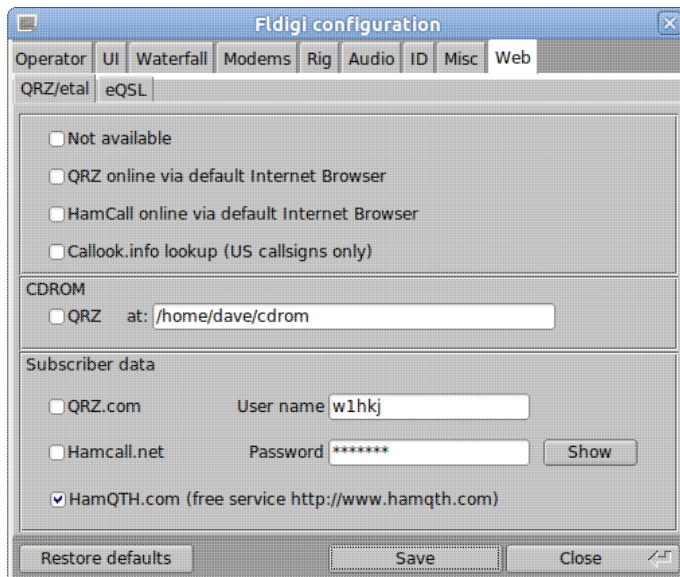 Fldigi configuration
Operator UI Waterfall Modems Rig Audio ID Misc Web
QRZ/etal eQSL
Not available
QRZ online via default Internet Browser
HamCall online via default Internet Browser
Callook.info lookup (US callsigns only)
CDROM
QRZ at: /home/dave/cdrom
Subscriber data
QRZ.com User name w1hkj
Hamcall.net Password ******* Show
HamQTH.com (free service http://www.hamqth.com)
Restore defaults Save Close